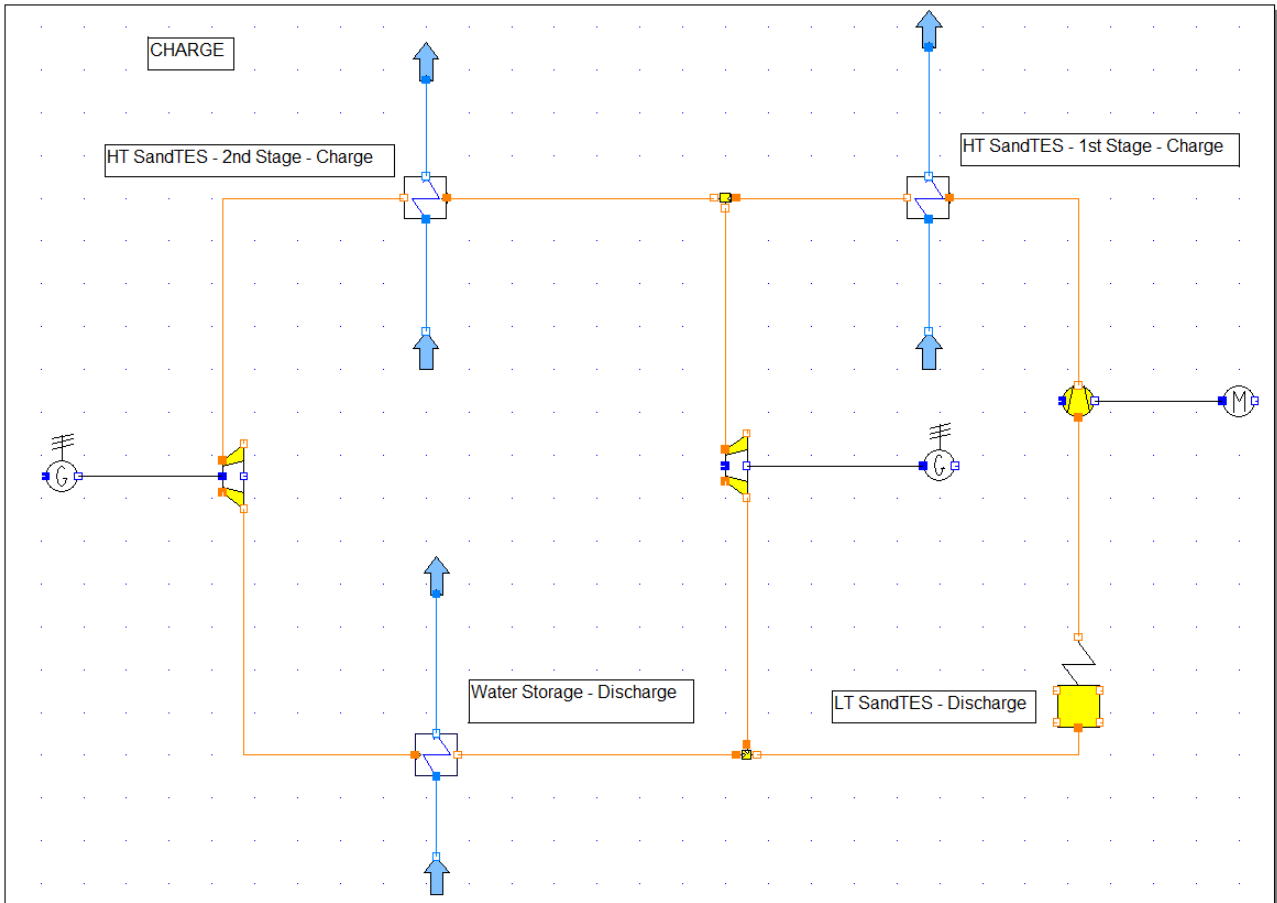 CHARGE
HT SandTES - 2nd Stage - Charge
HT SandTES - 1st Stage - Charge
M
G
G
Water Storage - Discharge
LT SandTES - Discharge